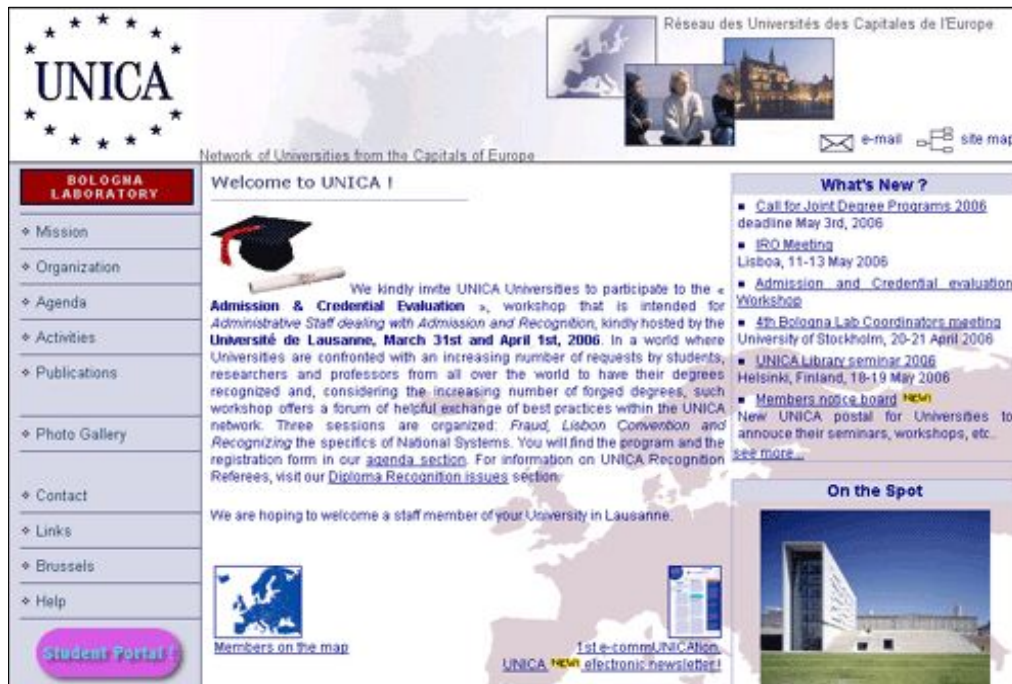 UNICA
Réseau des Universités des Capitales de l'Europe
e-mail
site map
Network of Universities from the Capitals of Europe
BOLOGNA
LABORATORY
Mission
Organization
Agenda
Activities
Publications
Photo Gallery
Contact
Links
Brussels
Help
Student Portal !
Welcome to UNICA !
We kindly invite UNICA Universities to participate to the «
Admission & Credential Evaluation », workshop that is intended for
Administrative Staff dealing with Admission and Recognition, kindly hosted by the
Université de Lausanne, March 31st and April 1st, 2006. In a world where
Universities are confronted with an increasing number of requests by students,
researchers and professors from all over the world to have their degrees
recognized and, considering the increasing number of forged degrees, such
workshop offers a forum of helpful exchange of best practices within the UNICA
network. Three sessions are organized: Fraud, Lisbon Convention and
Recognizing the specifics of National Systems. You will find the program and the
registration form in our agenda section. For information on UNICA Recognition
Referees, visit our Diploma Recognition issues section.
We are hoping to welcome a staff member of your University in Lausanne.
Members on the map
1st e-commUNICAtion,
UNICA NEW! electronic newsletter!
What's New ?
Call for Joint Degree Programs 2006
deadline May 3rd, 2006
IRO Meeting
Lisboa, 11-13 May 2006
Admission and Credential evaluation
Workshop
4th Bologna Lab Coordinators meeting
University of Stockholm, 20-21 April 2006
UNICA Library seminar 2006
Helsinki, Finland, 18-19 May 2006
Members notice board NEW!
New UNICA postal for Universities to
annouce their seminars, workshops, etc..
see more...
On the Spot